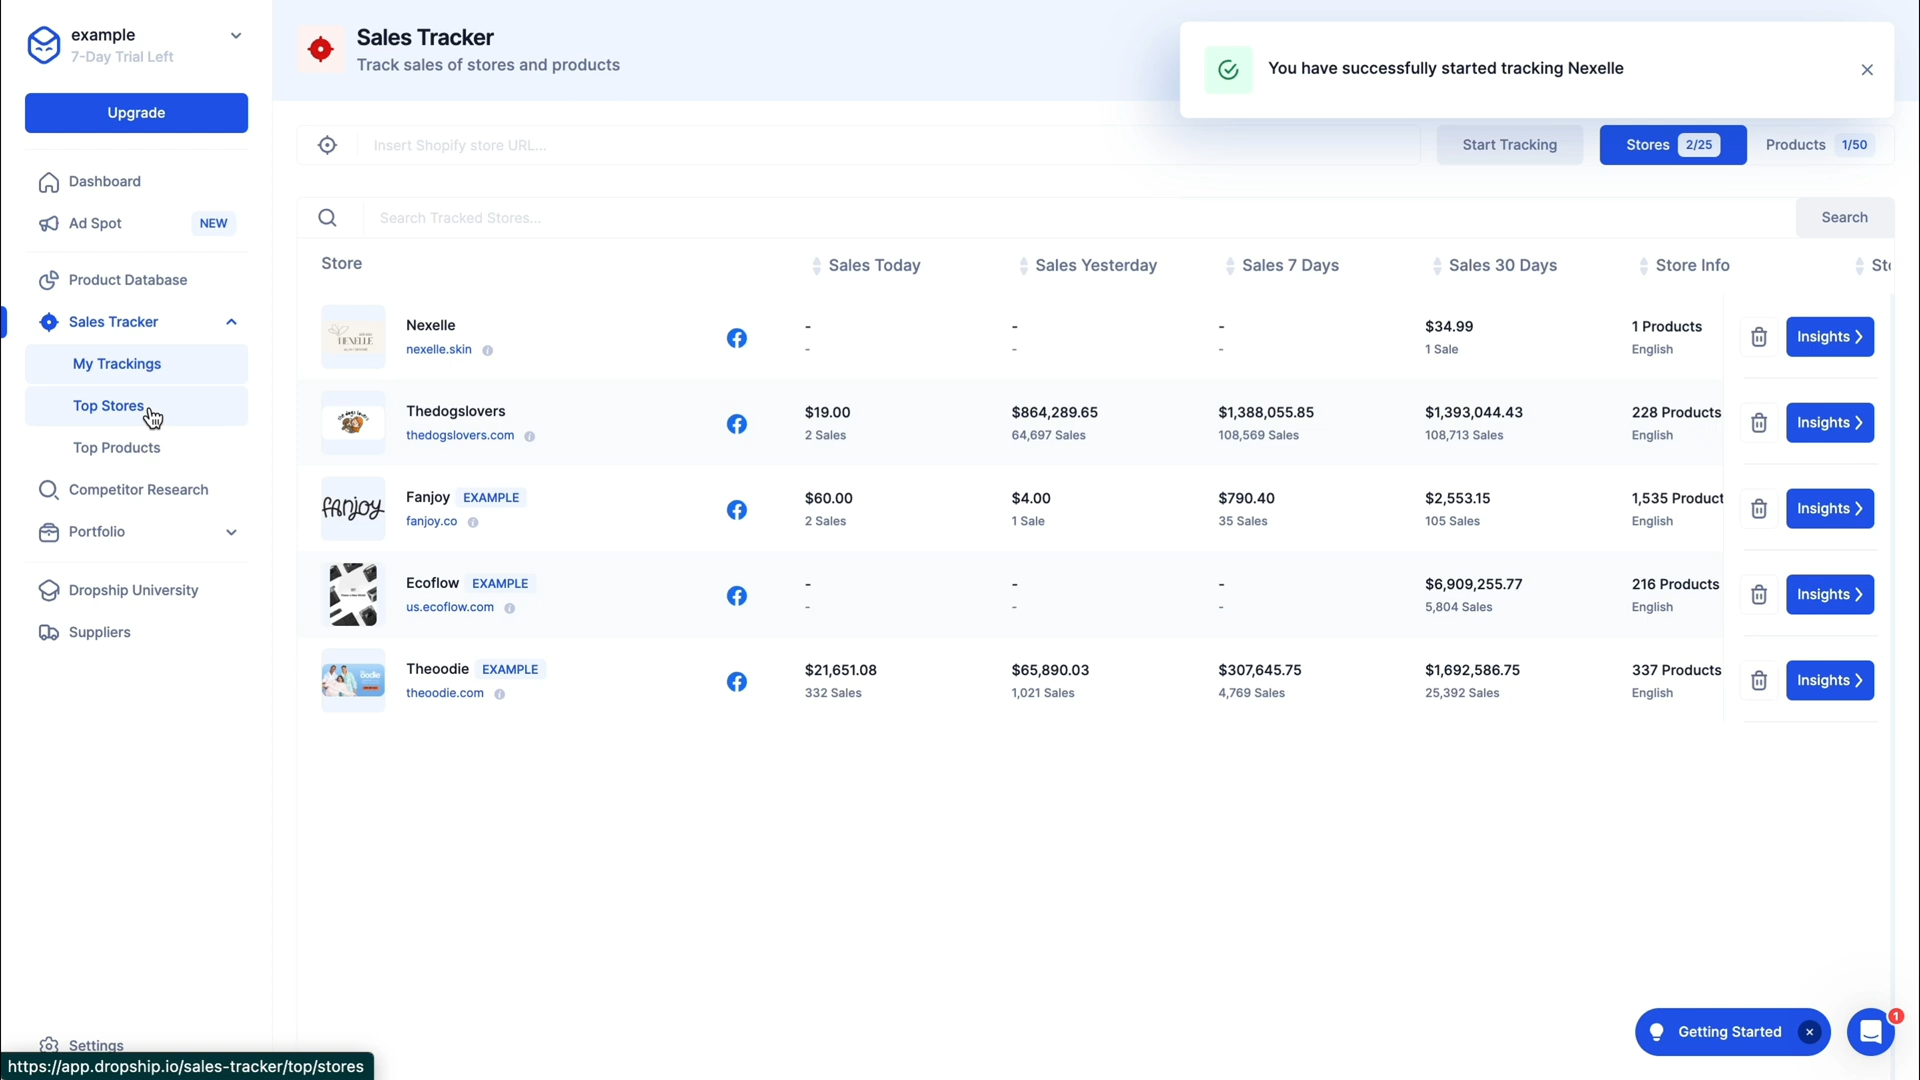 example
7-Day Trial Left
Upgrade
Dashboard
Ad Spot NEW
Product Database
Sales Tracker
My Trackings
Top Stores
Top Products
Competitor Research
Portfolio
Dropship University
Suppliers
Settings
https://app.dropship.io/sales-tracker/top/stores
Sales Tracker
Track sales of stores and products
You have successfully started tracking Nexelle
Insert Shopify store URL...
Start Tracking
Stores 2/25
Products 1/50
Search Tracked Stores...
Search
Store Sales Today Sales Yesterday Sales 7 Days Sales 30 Days Store Info
Nexelle - - - $34.99 1 Products
nexelle.skin - - - 1 Sale English
Insights
Thedogslovers $19.00 $864,289.65 $1,388,055.85 $1,393,044.43 228 Products
thedogslovers.com 2 Sales 64,697 Sales 108,569 Sales 108,713 Sales English
Insights
Fanjoy EXAMPLE $60.00 $4.00 $790.40 $2,553.15 1,535 Product
fanjoy.co 2 Sales 1 Sale 35 Sales 105 Sales English
Insights
Ecoflow EXAMPLE - - - $6,909,255.77 216 Products
us.ecoflow.com - - - 5,804 Sales English
Insights
Theoodie EXAMPLE $21,651.08 $65,890.03 $307,645.75 $1,692,586.75 337 Products
theoodie.com 332 Sales 1,021 Sales 4,769 Sales 25,392 Sales English
Insights
NEXELLE
fanjoy
Getting Started
1